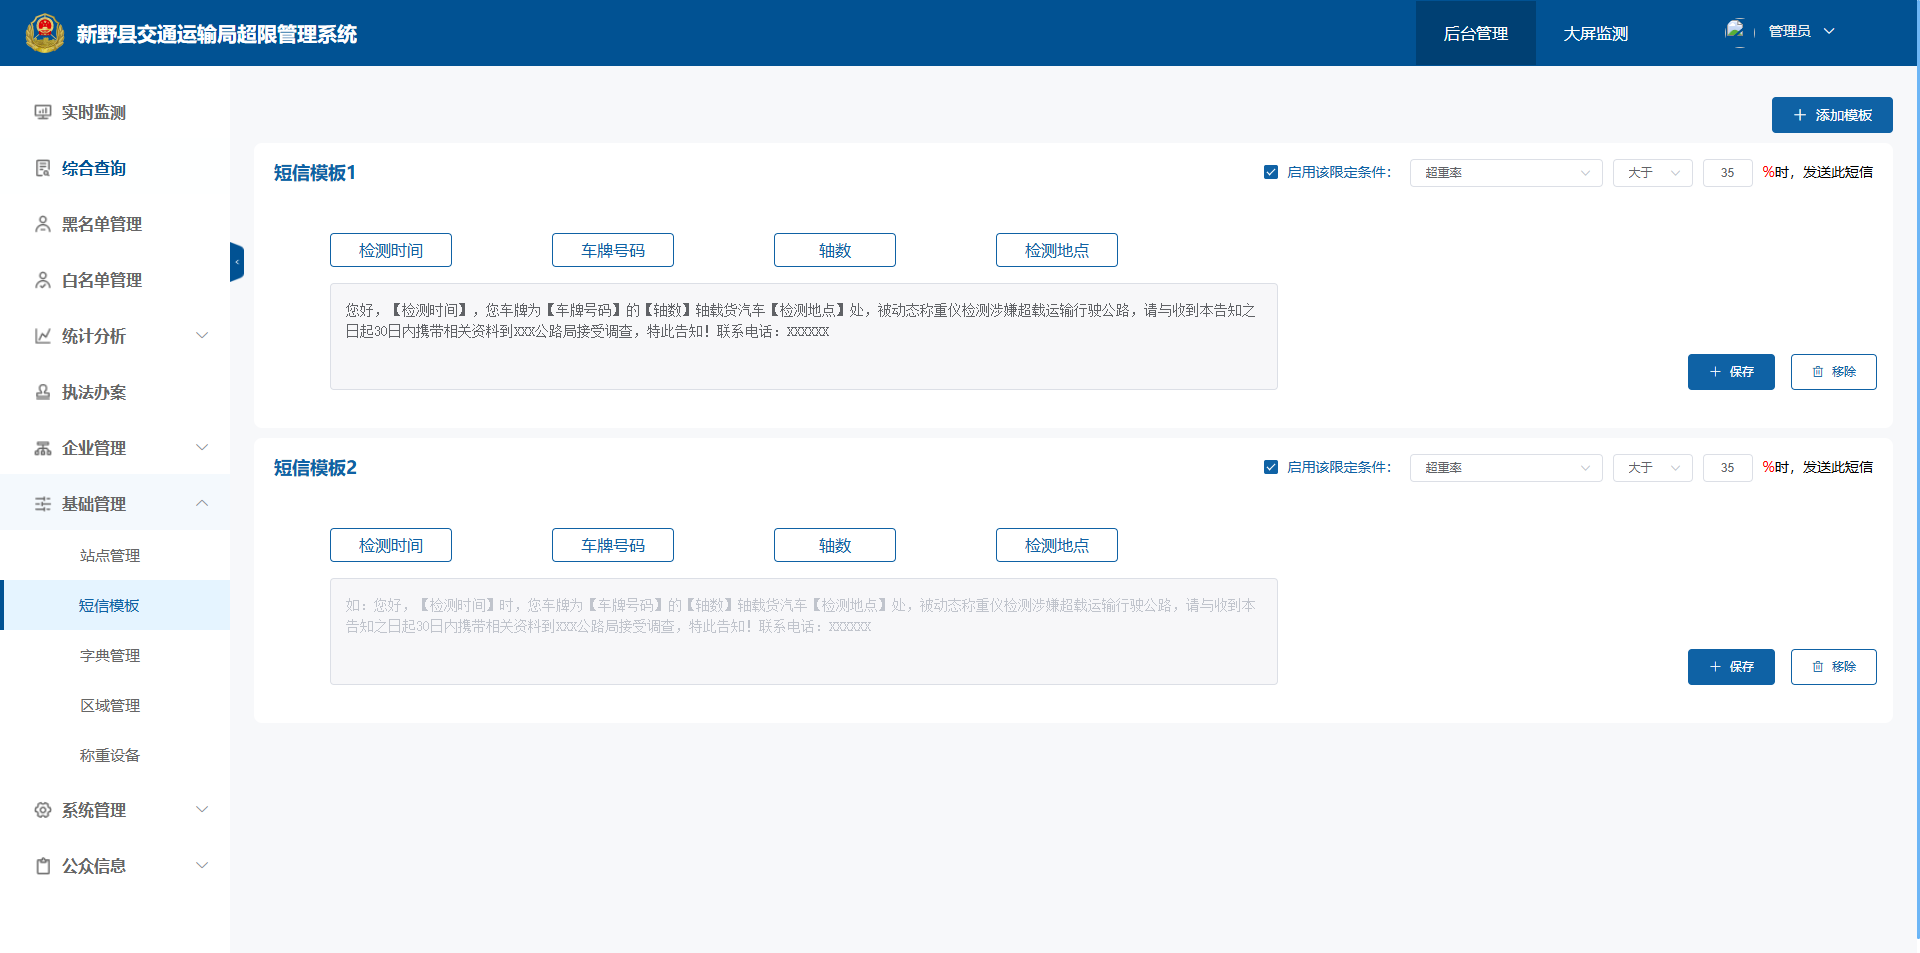 新野县交通运输局超限管理系统
后台管理
大屏监测
管理员
实时监测
综合查询
黑名单管理
白名单管理
统计分析
执法办案
企业管理
基础管理
站点管理
短信模板
字典管理
区域管理
称重设备
系统管理
公众信息
添加模板
短信模板1
启用该限定条件： 超重率 大于 35 %时，发送此短信
检测时间 车牌号码 轴数 检测地点
您好，【检测时间】，您车牌为【车牌号码】的【轴数】轴载货汽车【检测地点】处，被动态称重仪检测涉嫌超载运输行驶公路，请与收到本告知之
日起30日内携带相关资料到XXX公路局接受调查，特此告知！联系电话：XXXXXX
保存 移除
短信模板2
启用该限定条件： 超重率 大于 35 %时，发送此短信
检测时间 车牌号码 轴数 检测地点
如：您好，【检测时间】时，您车牌为【车牌号码】的【轴数】轴载货汽车【检测地点】处，被动态称重仪检测涉嫌超载运输行驶公路，请与收到本
告知之日起30日内携带相关资料到XXX公路局接受调查，特此告知！联系电话：XXXXXX
保存 移除